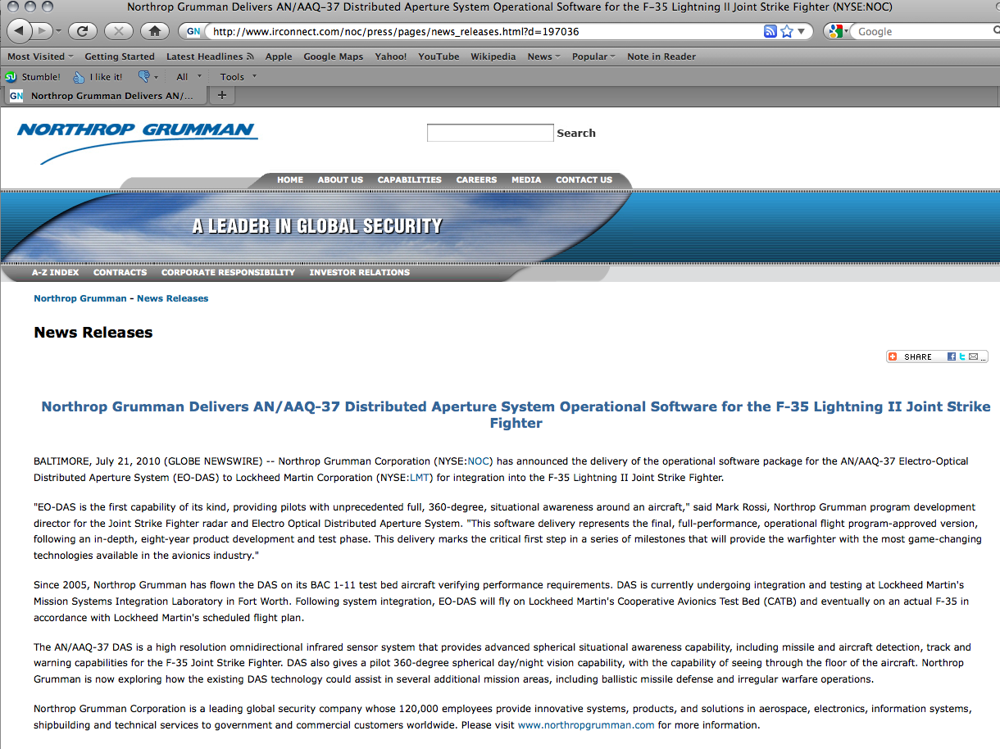 Northrop Grumman Delivers AN/AAQ-37 Distributed Aperture System Operational Software for the F-35 Lightning II Joint Strike Fighter (NYSE:NOC)
GN http://www.irconnect.com/noc/press/pages/news_releases.html?d=197036 Google
Most Visited Getting Started Latest Headlines Apple Google Maps Yahoo! YouTube Wikipedia News Popular Note in Reader
SU Stumble! I like it! All Tools
GN Northrop Grumman Delivers AN/... +
NORTHROP GRUMMAN
Search
HOME ABOUT US CAPABILITIES CAREERS MEDIA CONTACT US
A LEADER IN GLOBAL SECURITY
A-Z INDEX CONTRACTS CORPORATE RESPONSIBILITY INVESTOR RELATIONS
Northrop Grumman - News Releases
News Releases
SHARE f t ...
Northrop Grumman Delivers AN/AAQ-37 Distributed Aperture System Operational Software for the F-35 Lightning II Joint Strike
Fighter
BALTIMORE, July 21, 2010 (GLOBE NEWSWIRE) -- Northrop Grumman Corporation (NYSE:NOC) has announced the delivery of the operational software package for the AN/AAQ-37 Electro-Optical
Distributed Aperture System (EO-DAS) to Lockheed Martin Corporation (NYSE:LMT) for integration into the F-35 Lightning II Joint Strike Fighter.
"EO-DAS is the first capability of its kind, providing pilots with unprecedented full, 360-degree, situational awareness around an aircraft," said Mark Rossi, Northrop Grumman program development
director for the Joint Strike Fighter radar and Electro Optical Distributed Aperture System. "This software delivery represents the final, full-performance, operational flight program-approved version,
following an in-depth, eight-year product development and test phase. This delivery marks the critical first step in a series of milestones that will provide the warfighter with the most game-changing
technologies available in the avionics industry."
Since 2005, Northrop Grumman has flown the DAS on its BAC 1-11 test bed aircraft verifying performance requirements. DAS is currently undergoing integration and testing at Lockheed Martin's
Mission Systems Integration Laboratory in Fort Worth. Following system integration, EO-DAS will fly on Lockheed Martin's Cooperative Avionics Test Bed (CATB) and eventually on an actual F-35 in
accordance with Lockheed Martin's scheduled flight plan.
The AN/AAQ-37 DAS is a high resolution omnidirectional infrared sensor system that provides advanced spherical situational awareness capability, including missile and aircraft detection, track and
warning capabilities for the F-35 Joint Strike Fighter. DAS also gives a pilot 360-degree spherical day/night vision capability, with the capability of seeing through the floor of the aircraft. Northrop
Grumman is now exploring how the existing DAS technology could assist in several additional mission areas, including ballistic missile defense and irregular warfare operations.
Northrop Grumman Corporation is a leading global security company whose 120,000 employees provide innovative systems, products, and solutions in aerospace, electronics, information systems,
shipbuilding and technical services to government and commercial customers worldwide. Please visit www.northropgrumman.com for more information.